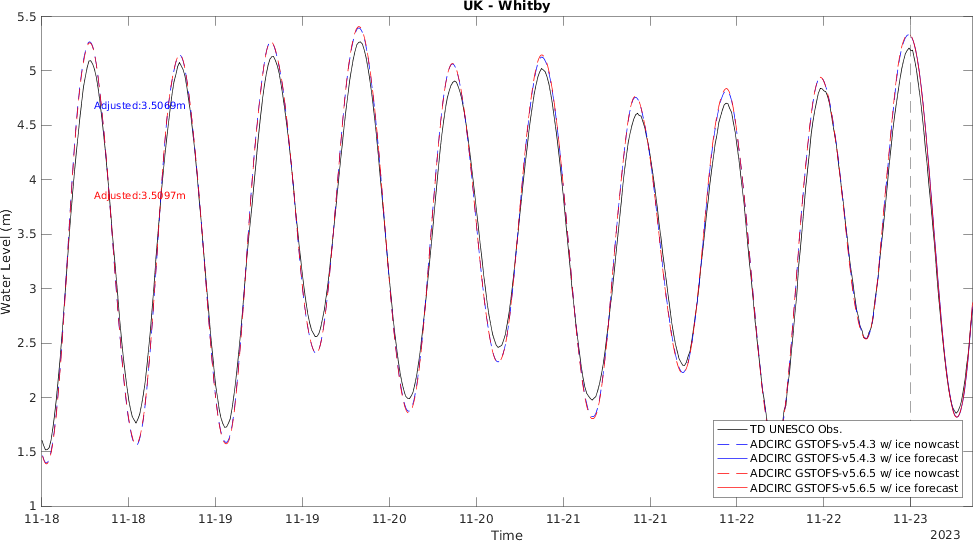 UK - Whitby
5.5
5
4.5
4
3.5
3
2.5
2
1.5
1
Water Level (m)
Adjusted:3.5069m
Adjusted:3.5097m
TD UNESCO Obs.
ADCIRC GSTOFS-v5.4.3 w/ ice nowcast
ADCIRC GSTOFS-v5.4.3 w/ ice forecast
ADCIRC GSTOFS-v5.6.5 w/ ice nowcast
ADCIRC GSTOFS-v5.6.5 w/ ice forecast
11-18 11-18 11-19 11-19 11-20 11-20 11-21 11-21 11-22 11-22 11-23
Time
2023